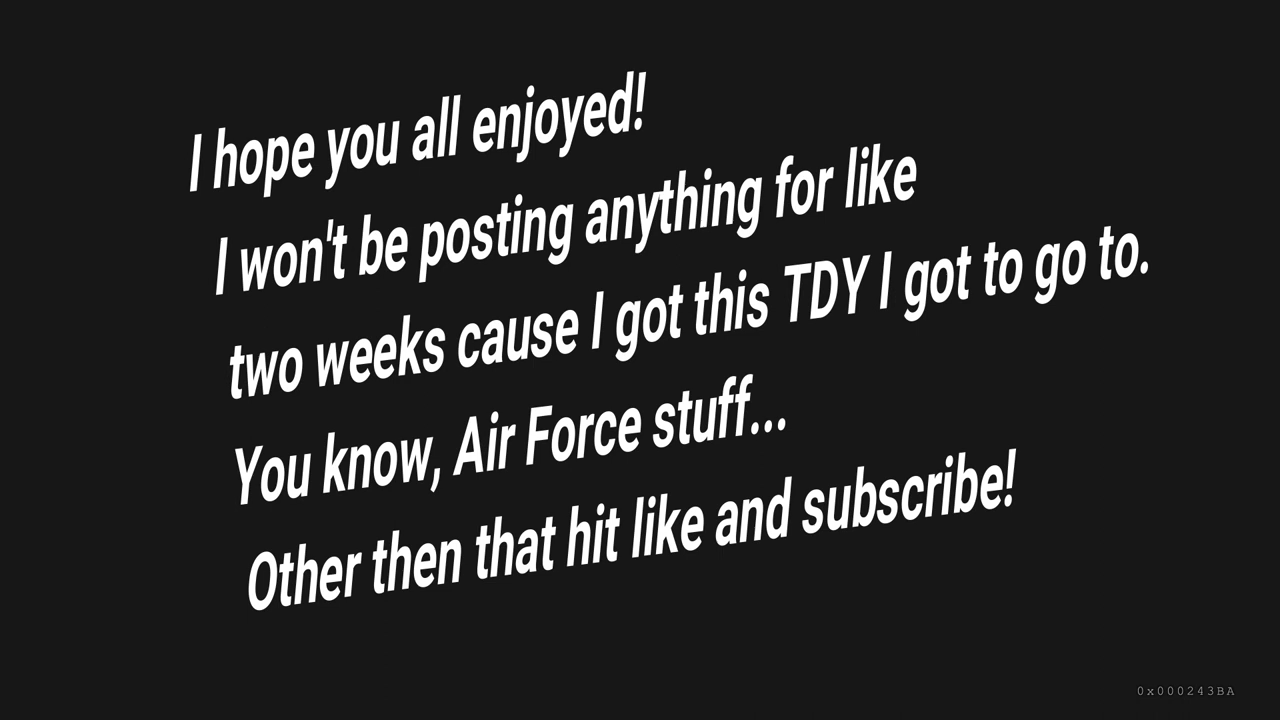 I hope you all enjoyed!
I won't be posting anything for like
two weeks cause I got this TDY I got to go to.
You know, Air Force stuff...
Other then that hit like and subscribe!
0x000243BA